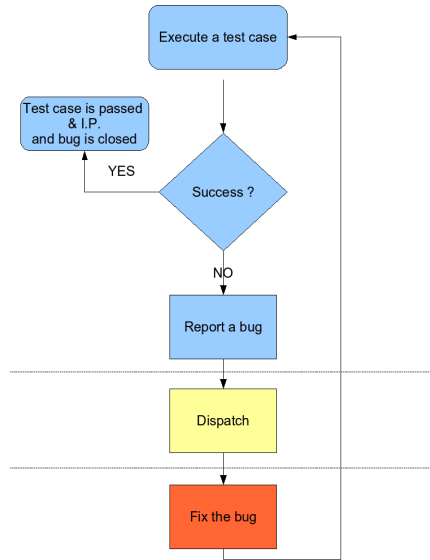 Execute a test case
Test case is passed
& I.P.
and bug is closed
YES
Success ?
NO
Report a bug
Dispatch
Fix the bug